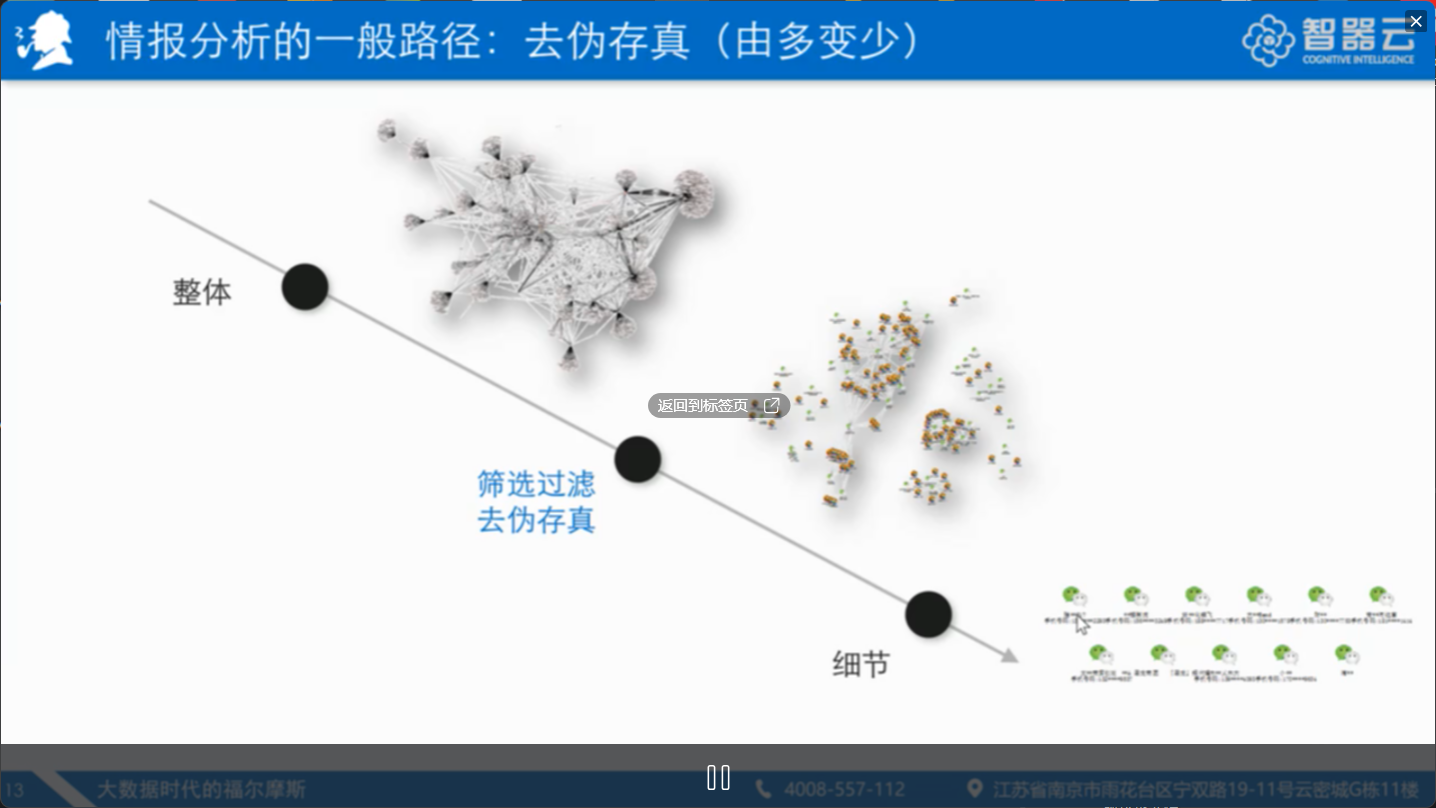 情报分析的一般路径：去伪存真（由多变少）
智器云
COGNITIVE INTELLIGENCE
整体
返回到标签页
筛选过滤
去伪存真
细节
13
大数据时代的福尔摩斯
4008-557-112
江苏省南京市雨花台区宁双路19-11号云密城G栋11楼